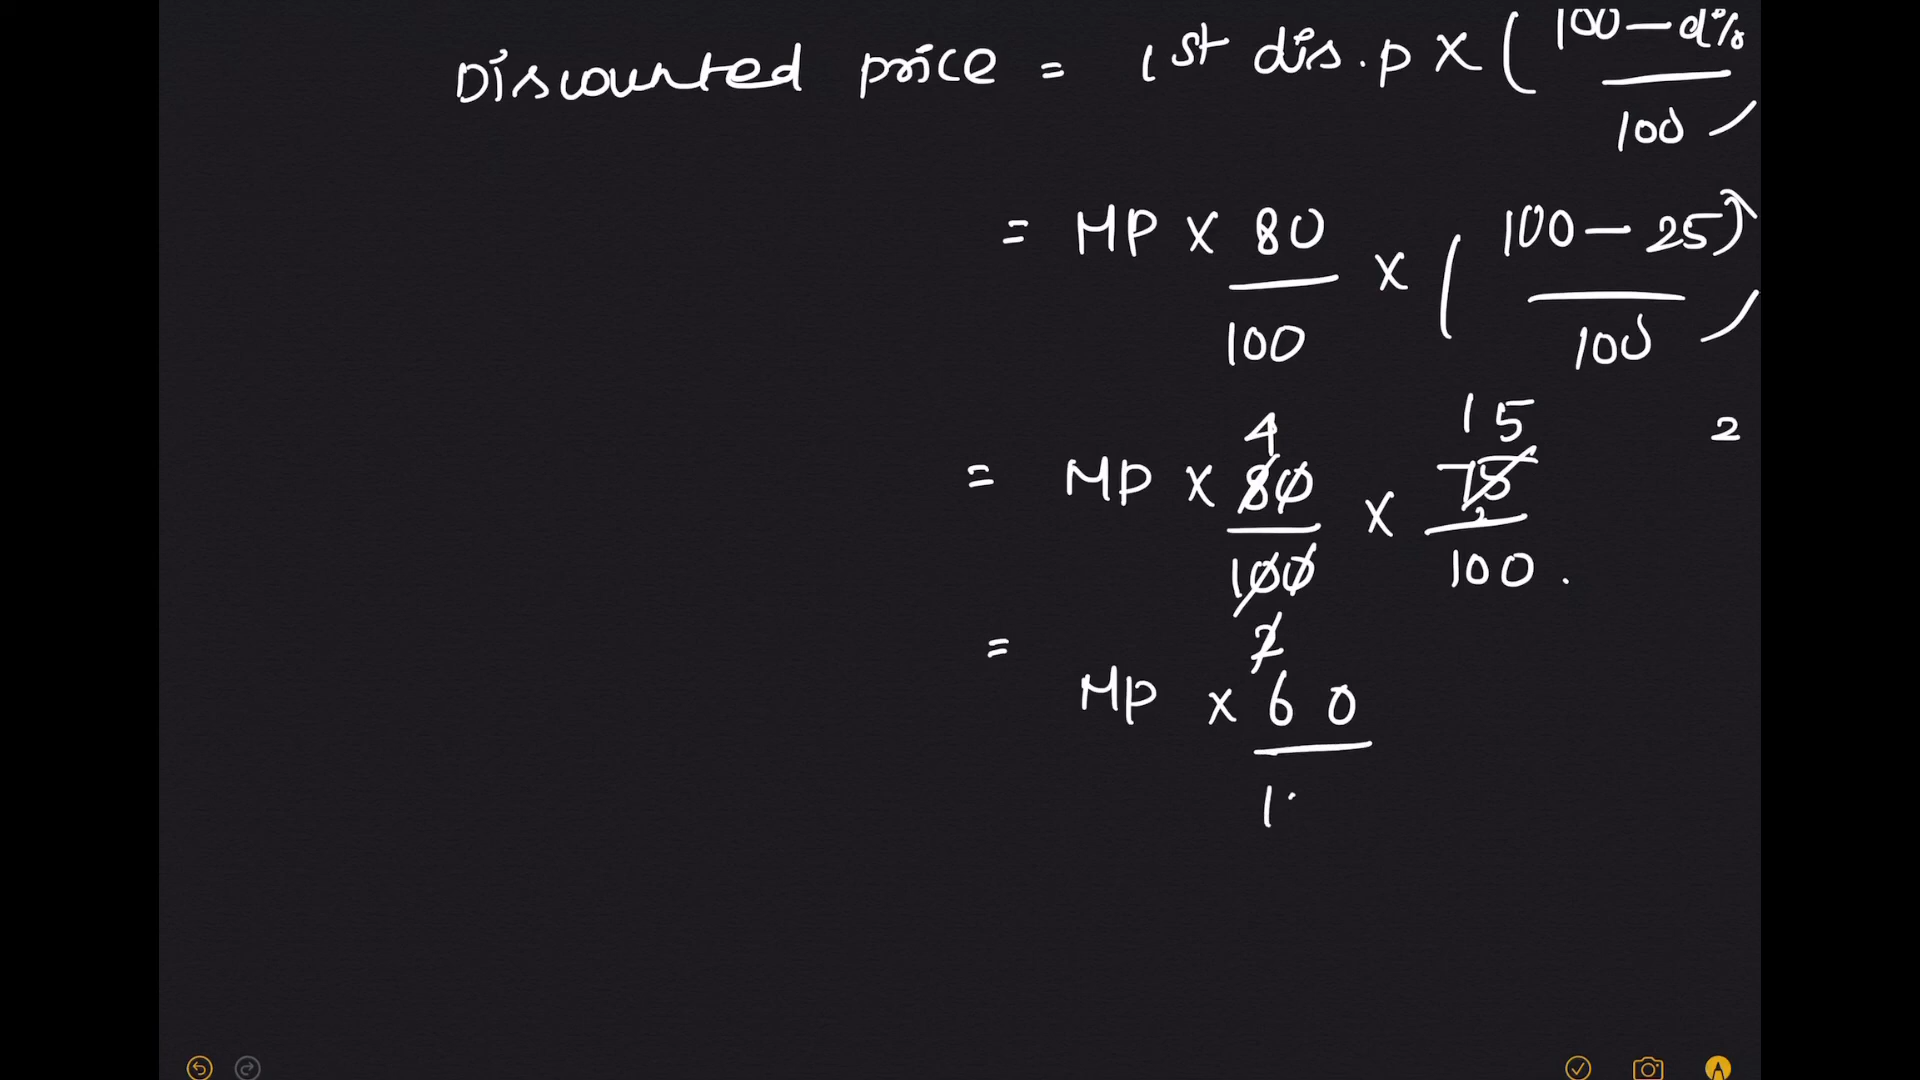 Discounted price = 1st dis.p x ( 100 - d% / 100 )
= MP x 80 / 100 x ( 100 - 25 ) / 100 )
4 15 2
= MP x 80 / 100 x 75 / 100 .
= 2
MP x 60 / 1